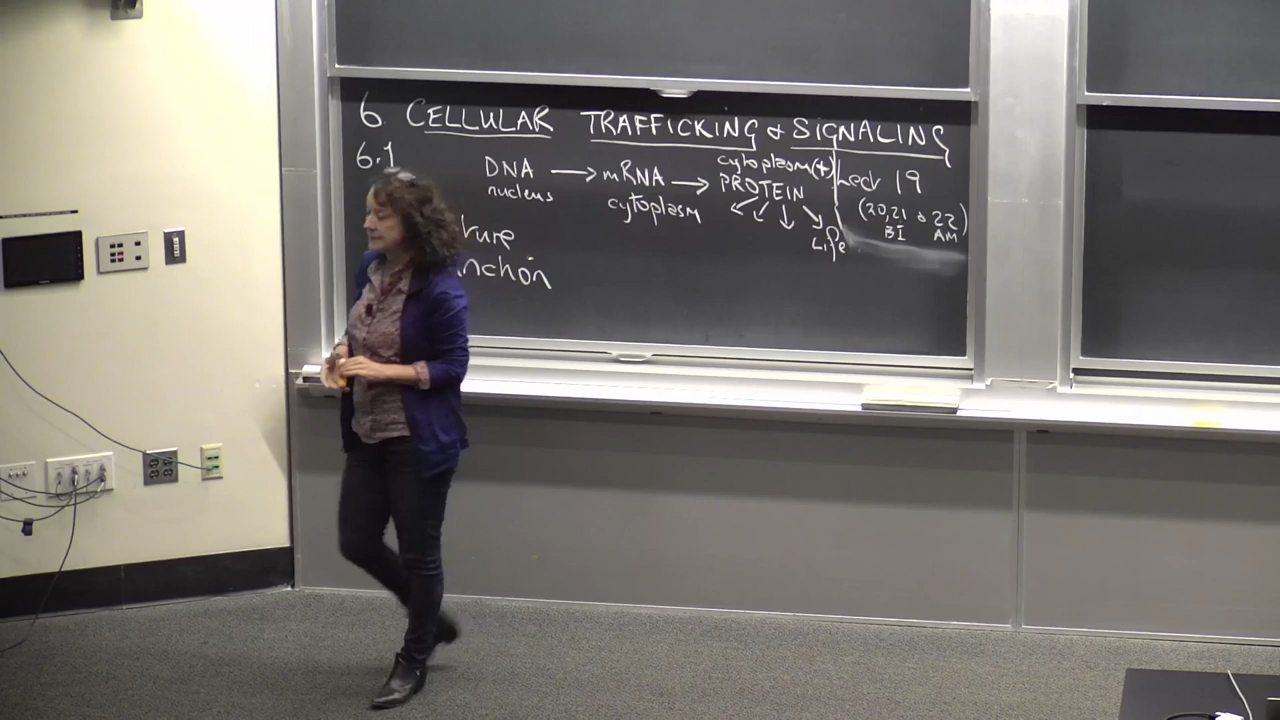 6. CELLULAR TRAFFICKING & SIGNALING
6.1
DNA → mRNA → PROTEIN
nucleus
cytoplasm
cytoplasm(+)
Life
Lect 19
(20,21 & 22)
BI AM
ture
nction